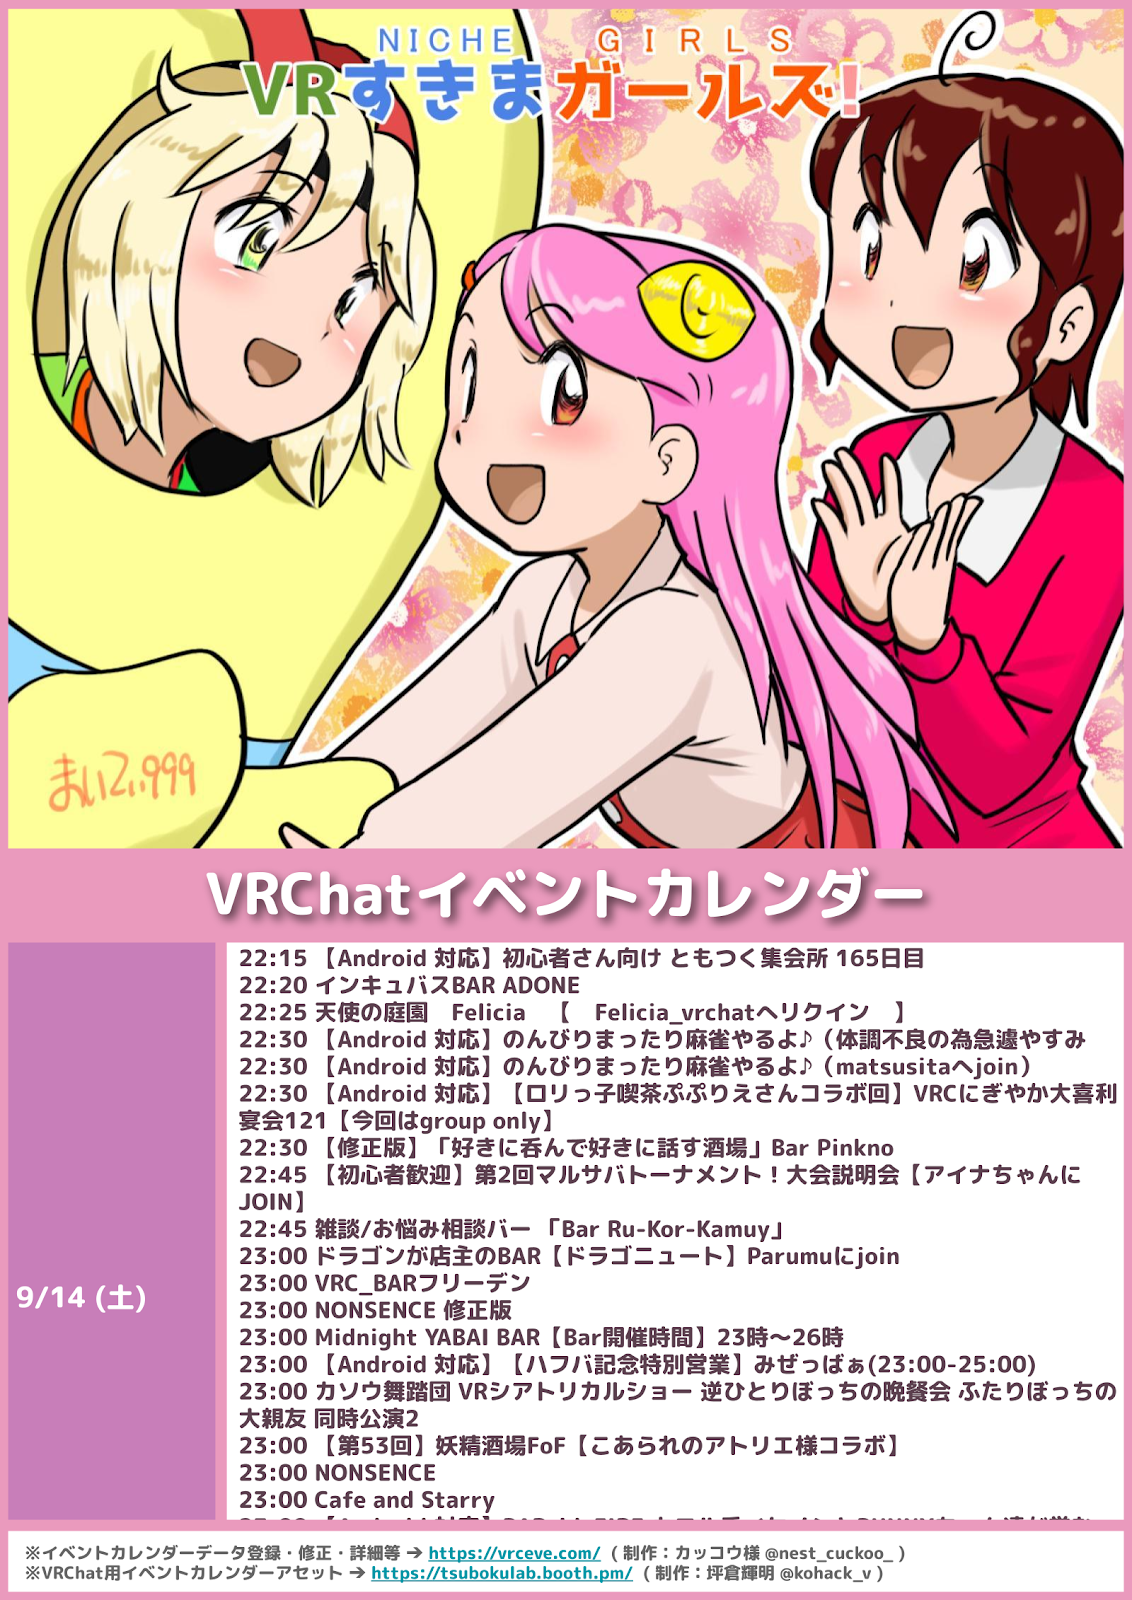 NICHE GIRLS
VRすきまガールズ!
まいてい999
VRChatイベントカレンダー
9/14 (土)
22:15 【Android 対応】初心者さん向け ともつく集会所 165日目
22:20 インキュバスBAR ADONE
22:25 天使の庭園　Felicia　【　Felicia_vrchatへリクイン　】
22:30 【Android 対応】のんびりまったり麻雀やるよ♪（体調不良の為急遽やすみ
22:30 【Android 対応】のんびりまったり麻雀やるよ♪（matsusitaへjoin）
22:30 【Android 対応】【ロリっ子喫茶ぷぷりえさんコラボ回】VRCにぎやか大喜利
宴会121【今回はgroup only】
22:30 【修正版】「好きに呑んで好きに話す酒場」Bar Pinkno
22:45 【初心者歓迎】第2回マルサバトーナメント！大会説明会【アイナちゃんに
JOIN】
22:45 雑談/お悩み相談バー 「Bar Ru-Kor-Kamuy」
23:00 ドラゴンが店主のBAR【ドラゴニュート】Parumuにjoin
23:00 VRC_BARフリーデン
23:00 NONSENCE 修正版
23:00 Midnight YABAI BAR【Bar開催時間】23時～26時
23:00 【Android 対応】【ハフバ記念特別営業】みぜっばぁ(23:00-25:00)
23:00 カソウ舞踏団 VRシアトリカルショー 逆ひとりぼっちの晩餐会 ふたりぼっちの
大親友 同時公演2
23:00 【第53回】妖精酒場FoF【こあられのアトリエ様コラボ】
23:00 NONSENCE
23:00 Cafe and Starry
※イベントカレンダーデータ登録・修正・詳細等 → https://vrceve.com/ ( 制作：カッコウ様 @nest_cuckoo_ )
※VRChat用イベントカレンダーアセット → https://tsubokulab.booth.pm/ ( 制作：坪倉輝明 @kohack_v )